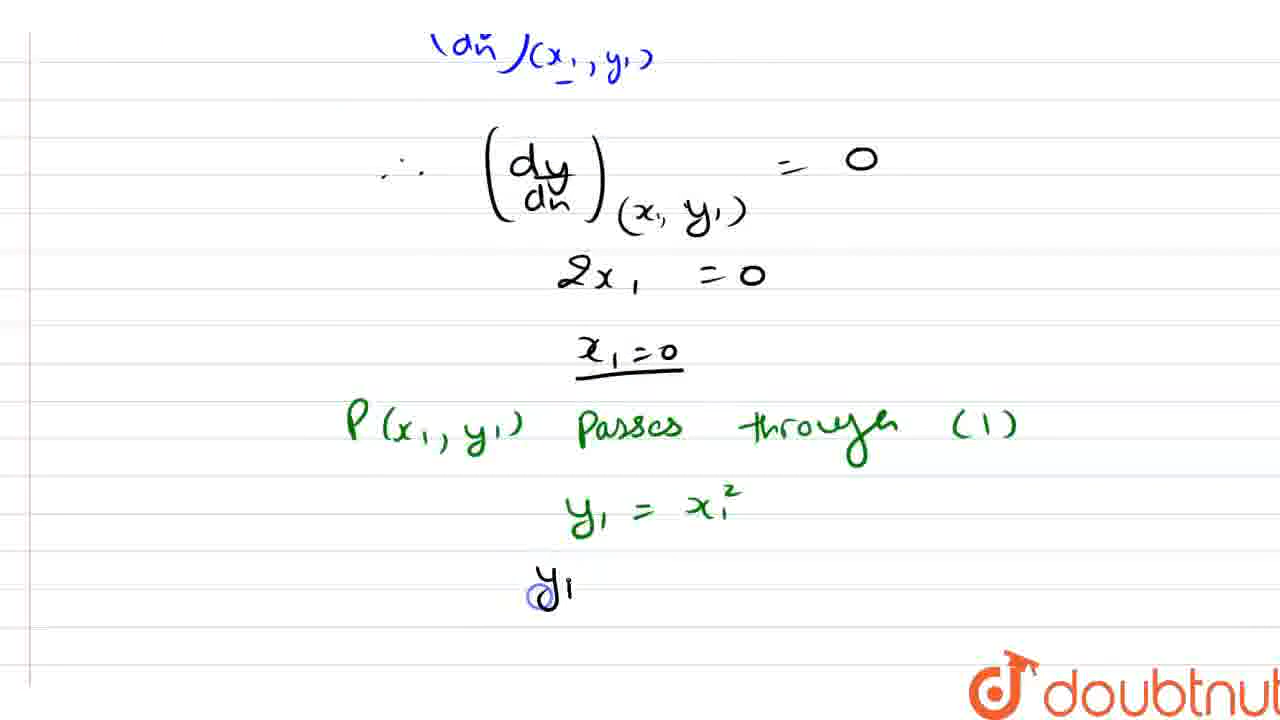 (dx)(x₁, y₁)
∴ (dy/dx)(x₁, y₁) = 0
2x₁ = 0
x₁ = 0
P(x₁, y₁) Passes through (1)
y₁ = x₁²
y₁
doubtnut